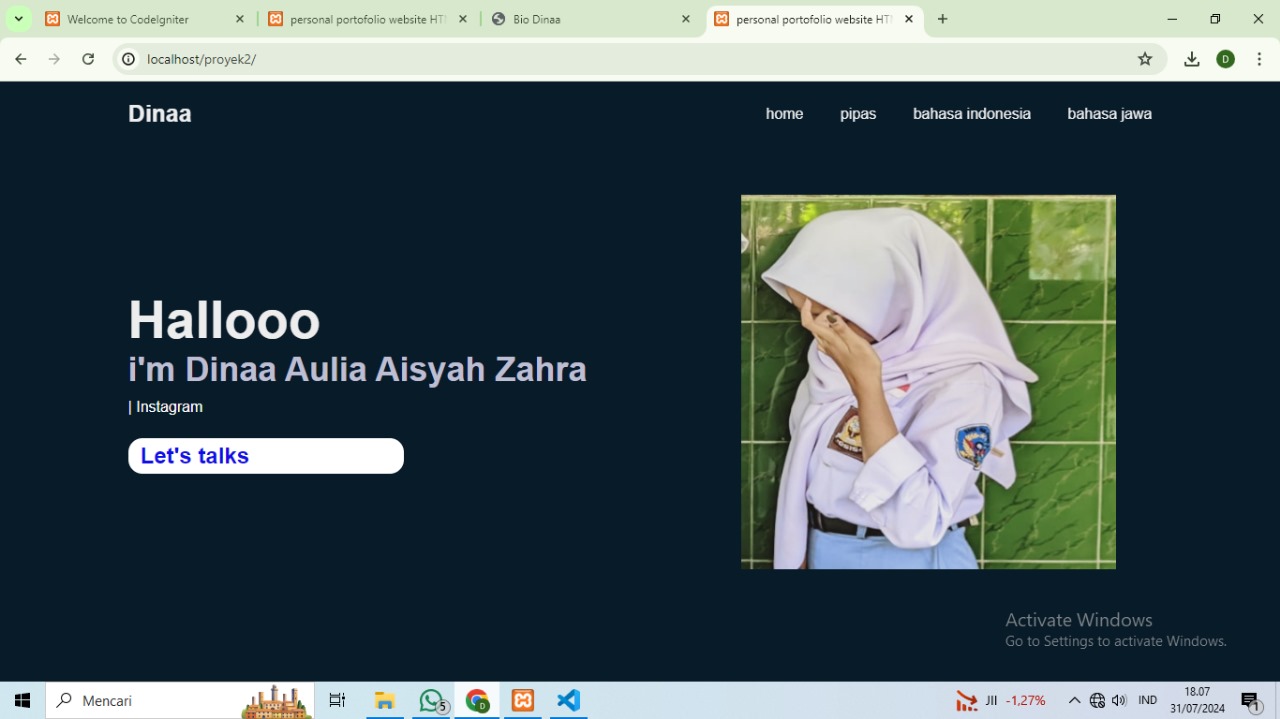 Welcome to CodeIgniter
personal portofolio website HT
Bio Dinaa
personal portofolio website HT
localhost/proyek2/
D
Dinaa
home
pipas
bahasa indonesia
bahasa jawa
Hallooo
i'm Dinaa Aulia Aisyah Zahra
| Instagram
Let's talks
Activate Windows
Go to Settings to activate Windows.
Mencari
5
D
JII -1,27%
IND
18.07
31/07/2024
1